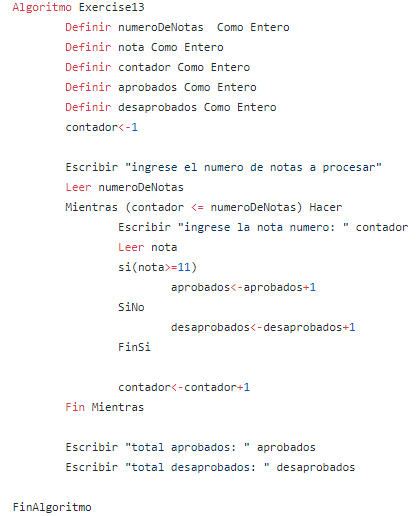 Algoritmo Exercise13
Definir numeroDeNotas  Como Entero
Definir nota Como Entero
Definir contador Como Entero
Definir aprobados Como Entero
Definir desaprobados Como Entero
contador<-1
Escribir "ingrese el numero de notas a procesar"
Leer numeroDeNotas
Mientras (contador <= numeroDeNotas) Hacer
Escribir "ingrese la nota numero: " contador
Leer nota
si(nota>=11)
aprobados<-aprobados+1
SiNo
desaprobados<-desaprobados+1
FinSi
contador<-contador+1
Fin Mientras
Escribir "total aprobados: " aprobados
Escribir "total desaprobados: " desaprobados
FinAlgoritmo